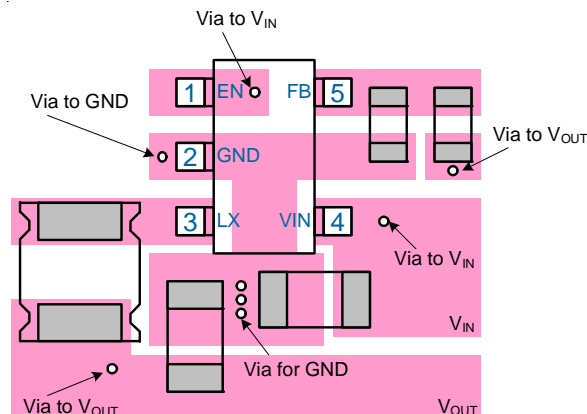 Via to VIN
1 EN FB 5
Via to GND
2 GND
Via to VOUT
3 LX VIN 4
Via to VIN
VIN
Via for GND
Via to VOUT
VOUT